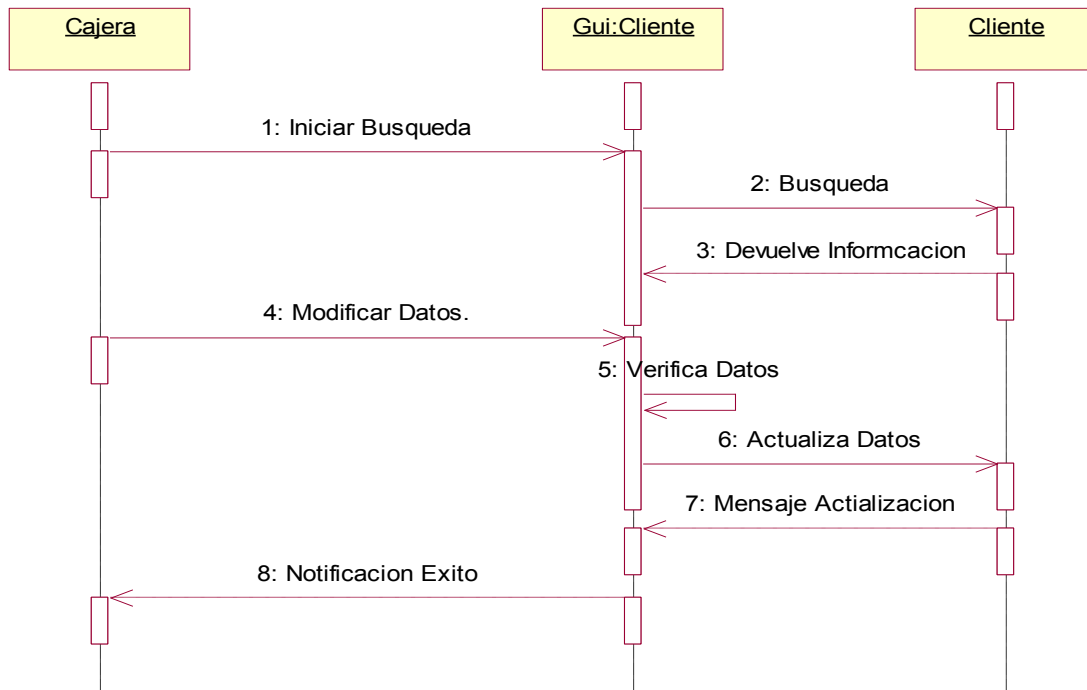 Cajera
Gui:Cliente
Cliente
1: Iniciar Busqueda
2: Busqueda
3: Devuelve Informcacion
4: Modificar Datos.
5: Verifica Datos
6: Actualiza Datos
7: Mensaje Actializacion
8: Notificacion Exito